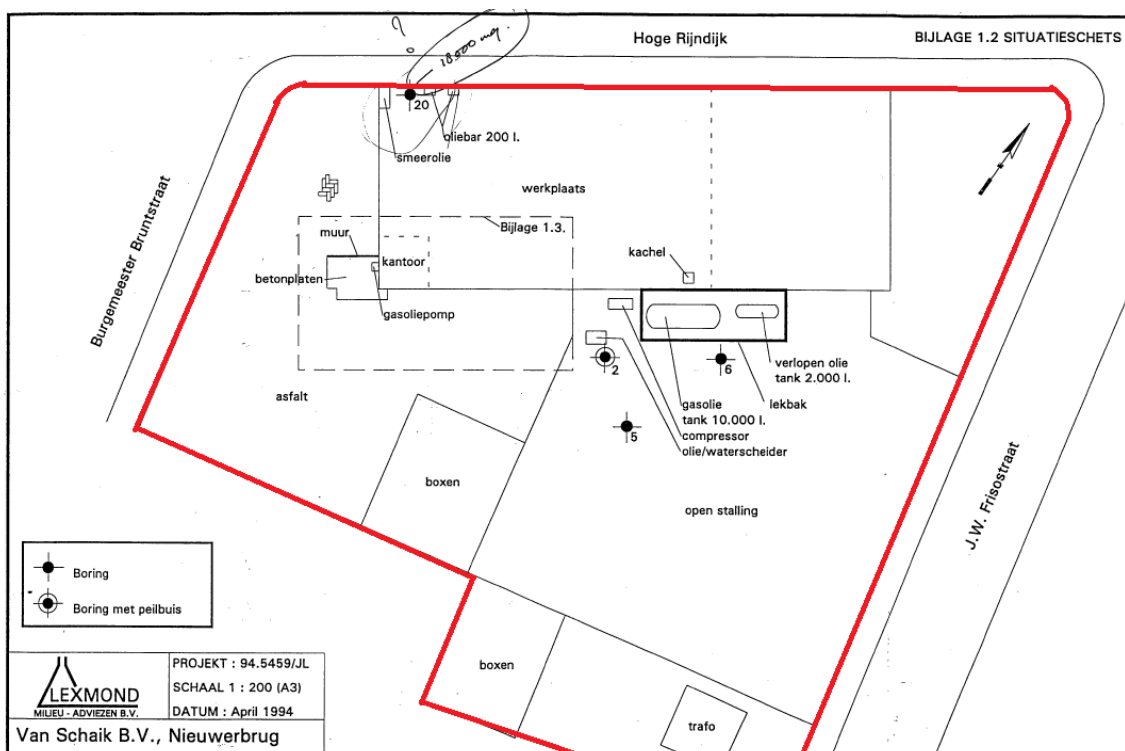 Hoge Rijndijk
BIJLAGE 1.2 SITUATIESCHETS
?
18000 mg.
20
oliebar 200 l.
smeerolie
werkplaats
Burgemeester Bruntstraat
muur
Bijlage 1.3.
kachel
kantoor
betonplaten
gasoliepomp
2
6
verlopen olie
tank 2.000 l.
asfalt
gasolie
lekbak
tank 10.000 l.
5
compressor
olie/waterscheider
boxen
open stalling
J.W. Frisostraat
Boring
Boring met peilbuis
boxen
trafo
LEXMOND
MILIEU - ADVIEZEN B.V.
PROJEKT : 94.5459/JL
SCHAAL 1 : 200 (A3)
DATUM : April 1994
Van Schaik B.V., Nieuwerbrug